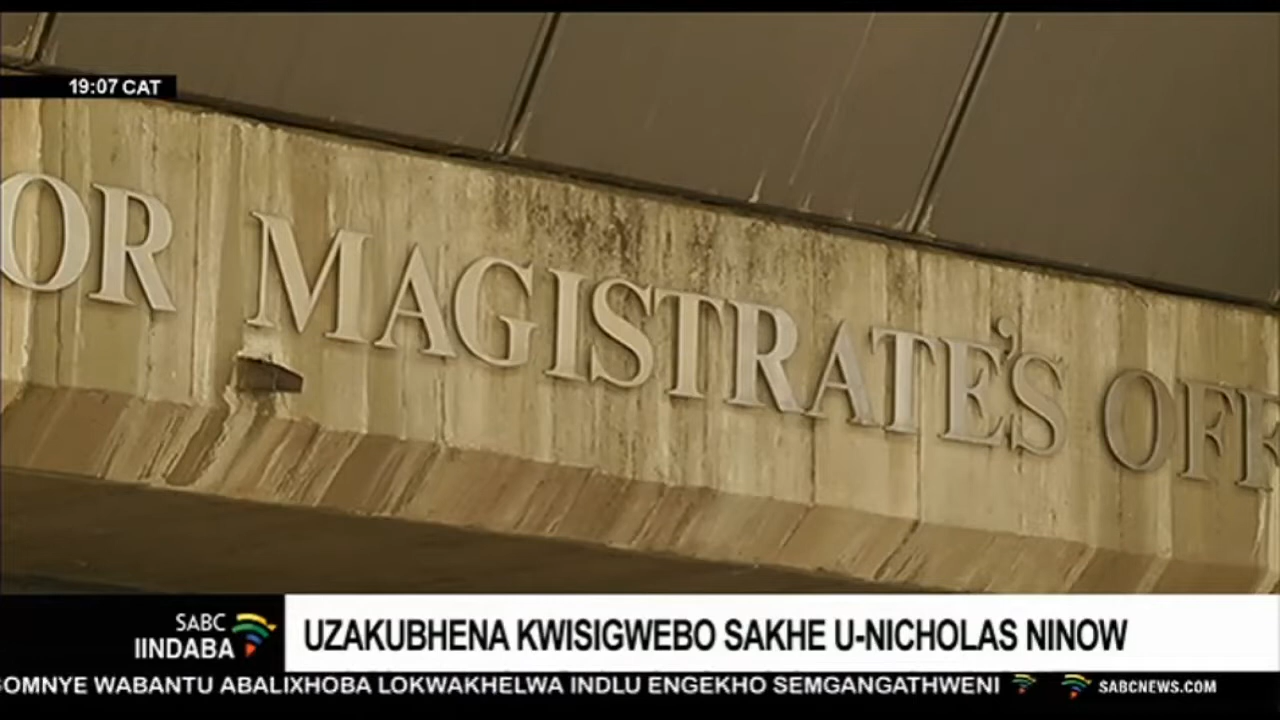 19:07 CAT
OR MAGISTRATE'S OFF
SABC
IINDABA
UZAKUBHENA KWISIGWEBO SAKHE U-NICHOLAS NINOW
OMNYE WABANTU ABALIXHOBA LOKWAKHELWA INDLU ENGEKHO SEMGANGATHWENI
SABCNEWS.COM